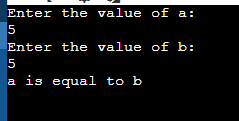 Enter the value of a:
5
Enter the value of b:
5
a is equal to b